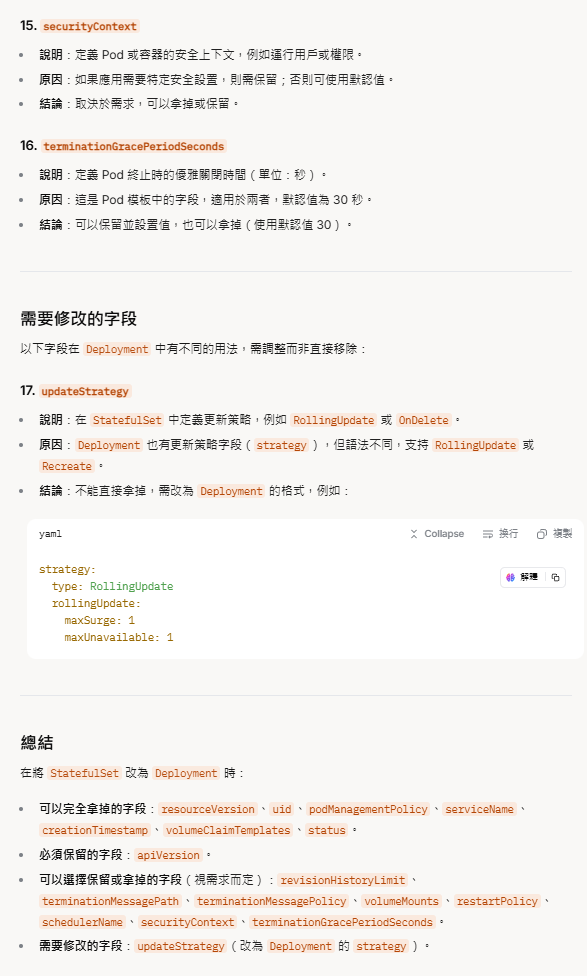 15. securityContext
說明：定義 Pod 或容器的安全上下文，例如運行用戶或權限。
原因：如果應用需要特定安全設置，則需保留；否則可使用默認值。
結論：取決於需求，可以拿掉或保留。
16. terminationGracePeriodSeconds
說明：定義 Pod 終止時的優雅關閉時間（單位：秒）。
原因：這是 Pod 模板中的字段，適用於兩者，默認值為 30 秒。
結論：可以保留並設置值，也可以拿掉（使用默認值 30）。
需要修改的字段
以下字段在 Deployment 中有不同的用法，需調整而非直接移除：
17. updateStrategy
說明：在 StatefulSet 中定義更新策略，例如 RollingUpdate 或 OnDelete。
原因：Deployment 也有更新策略字段（strategy），但語法不同，支持 RollingUpdate 或
Recreate。
結論：不能直接拿掉，需改為 Deployment 的格式，例如：
yaml Collapse 換行 複製
strategy:
解釋
type: RollingUpdate
rollingUpdate:
maxSurge: 1
maxUnavailable: 1
總結
在將 StatefulSet 改為 Deployment 時：
可以完全拿掉的字段：resourceVersion、uid、podManagementPolicy、serviceName、
creationTimestamp、volumeClaimTemplates、status。
必須保留的字段：apiVersion。
可以選擇保留或拿掉的字段（視需求而定）：revisionHistoryLimit、
terminationMessagePath、terminationMessagePolicy、volumeMounts、restartPolicy、
schedulerName、securityContext、terminationGracePeriodSeconds。
需要修改的字段：updateStrategy（改為 Deployment 的 strategy）。